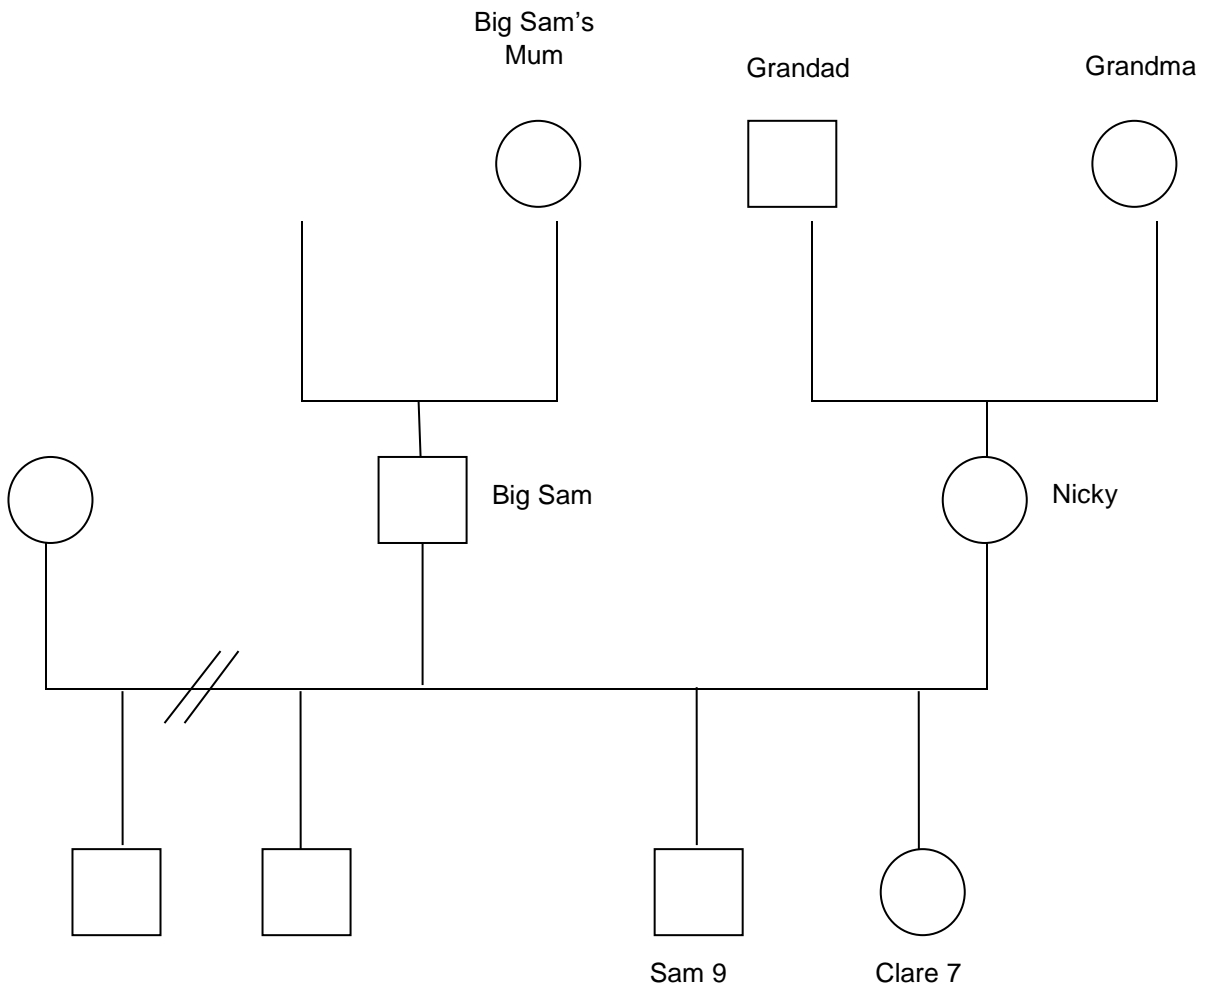 Big Sam’s
Mum
Grandad
Grandma
Big Sam
Nicky
Sam 9
Clare 7